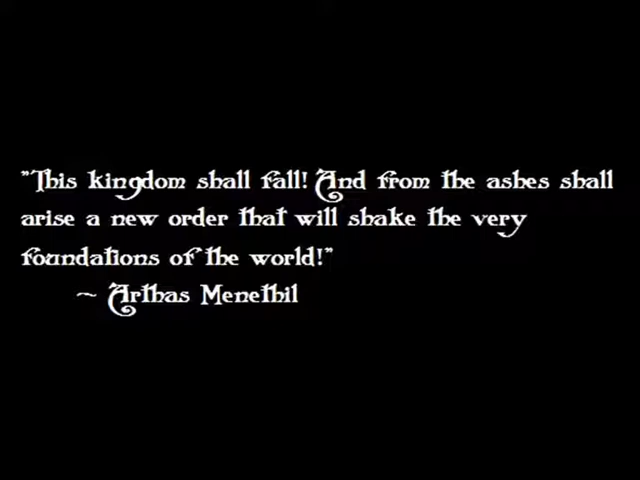 "This kingdom shall fall! And from the ashes shall
arise a new order that will shake the very
foundations of the world!"
~ Arthas Menethil